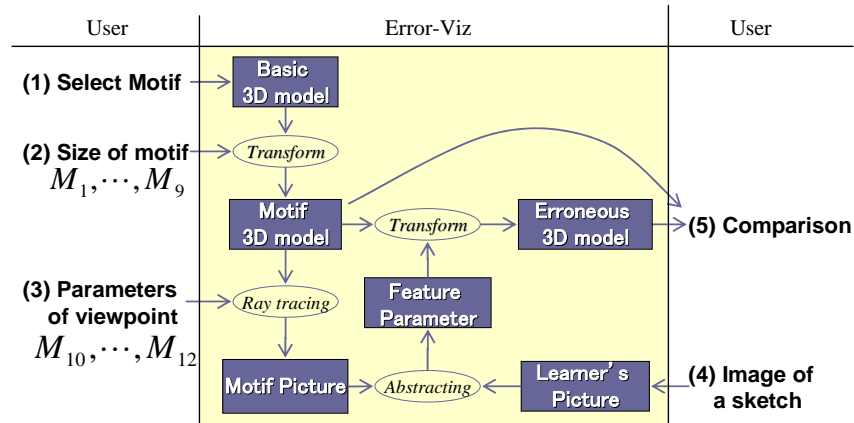 User
Error-Viz
User
(1) Select Motif
Basic
3D model
(2) Size of motif
M1,⋯,M9
Transform
Motif
3D model
Transform
Erroneous
3D model
(5) Comparison
(3) Parameters
of viewpoint
M10,⋯,M12
Ray tracing
Feature
Parameter
Motif Picture
Abstracting
Learner's
Picture
(4) Image of
a sketch